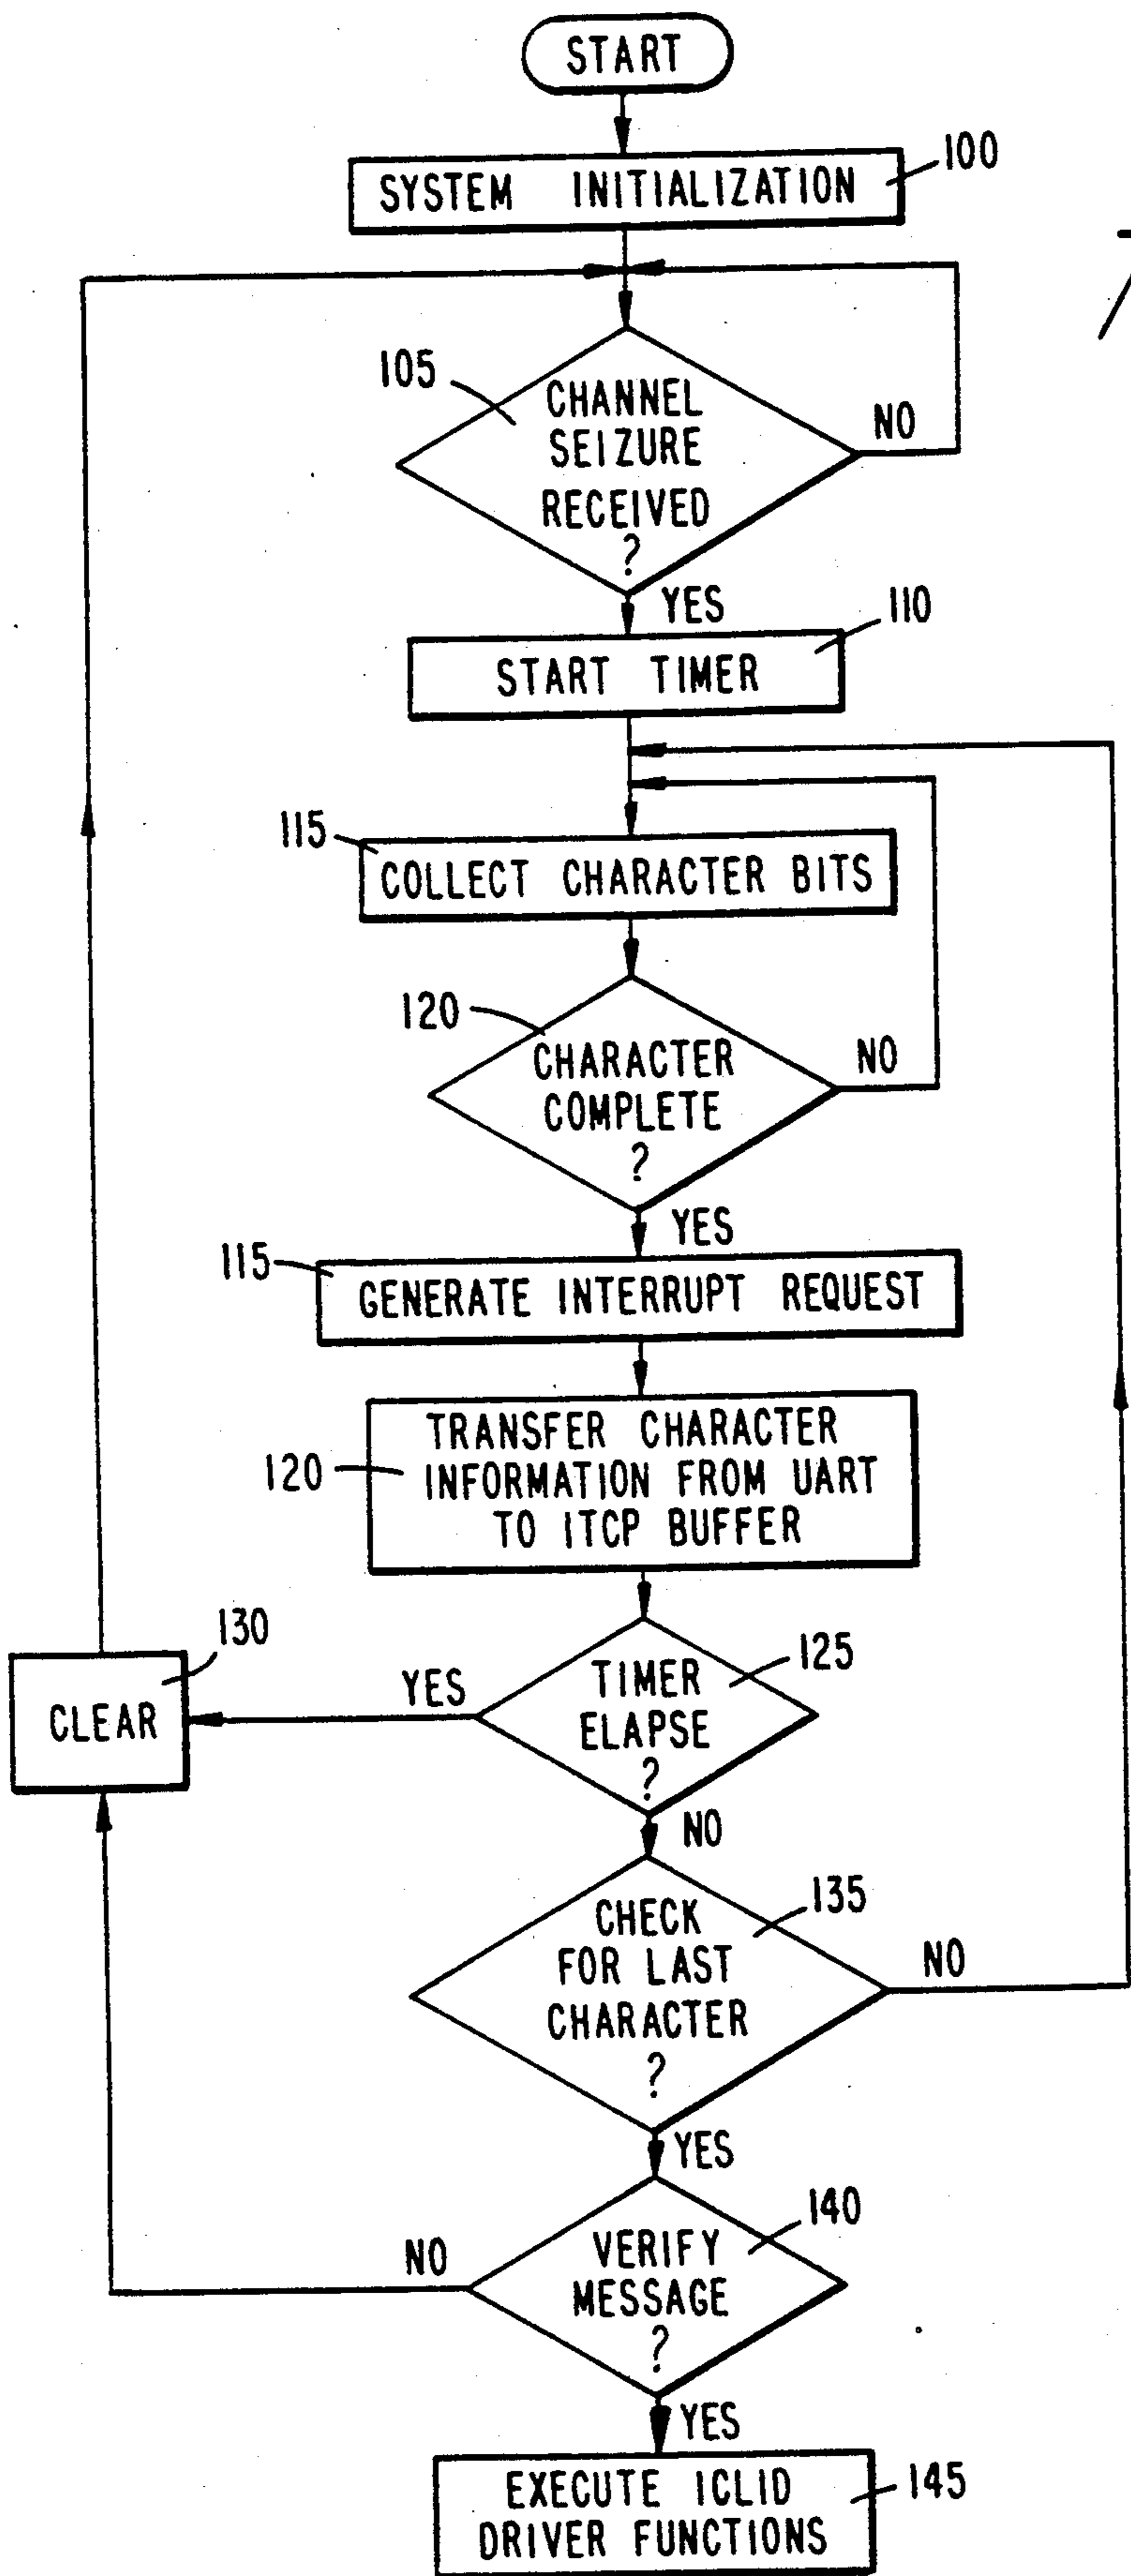 START
SYSTEM INITIALIZATION
100
105
CHANNEL
SEIZURE
RECEIVED
?
NO
YES
110
START TIMER
115
COLLECT CHARACTER BITS
120
CHARACTER
COMPLETE
?
NO
YES
115
GENERATE INTERRUPT REQUEST
120
TRANSFER CHARACTER
INFORMATION FROM UART
TO ITCP BUFFER
130
CLEAR
YES
125
TIMER
ELAPSE
?
NO
135
CHECK
FOR LAST
CHARACTER
?
NO
YES
140
VERIFY
MESSAGE
?
NO
YES
EXECUTE ICLID
DRIVER FUNCTIONS
145